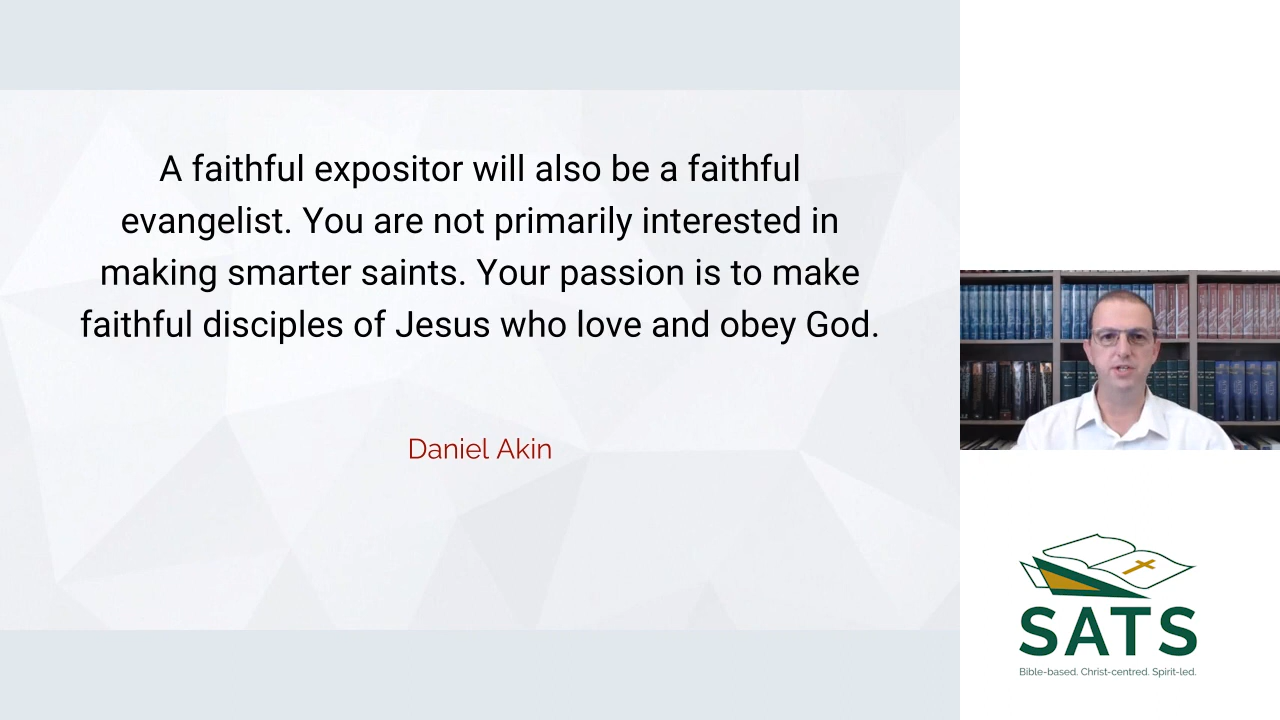 A faithful expositor will also be a faithful
evangelist. You are not primarily interested in
making smarter saints. Your passion is to make
faithful disciples of Jesus who love and obey God.
Daniel Akin
SATS
Bible-based. Christ-centred. Spirit-led.